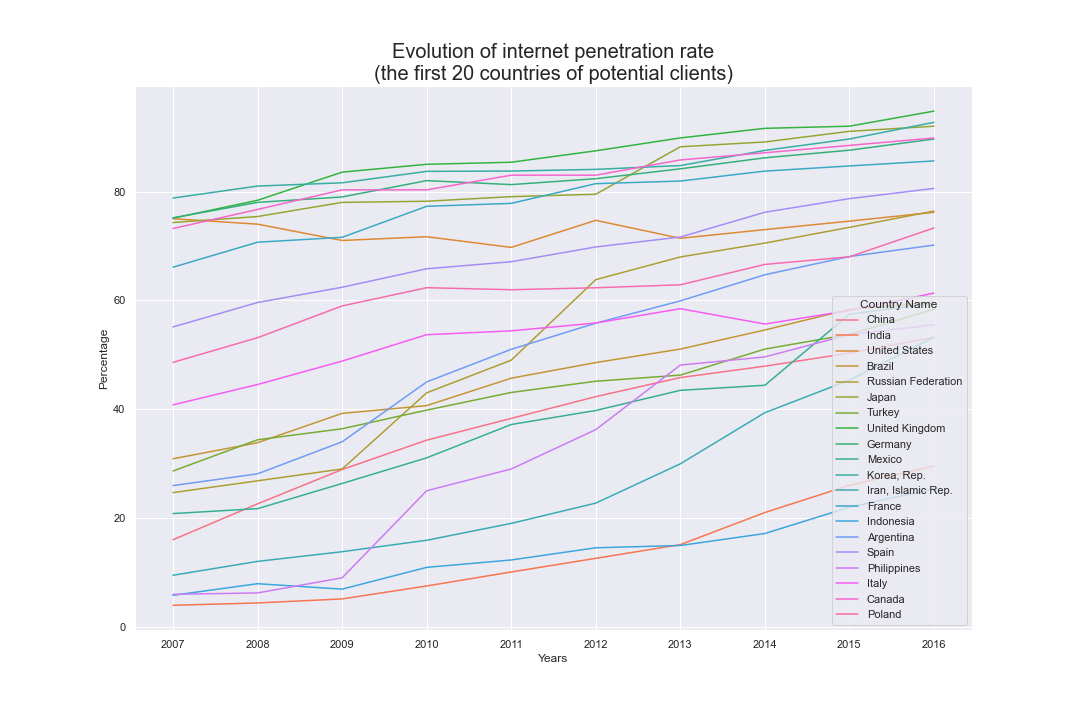 Evolution of internet penetration rate
(the first 20 countries of potential clients)
Percentage
80
60
40
20
0
Country Name
China
India
United States
Brazil
Russian Federation
Japan
Turkey
United Kingdom
Germany
Mexico
Korea, Rep.
Iran, Islamic Rep.
France
Indonesia
Argentina
Spain
Philippines
Italy
Canada
Poland
2007 2008 2009 2010 2011 2012 2013 2014 2015 2016
Years